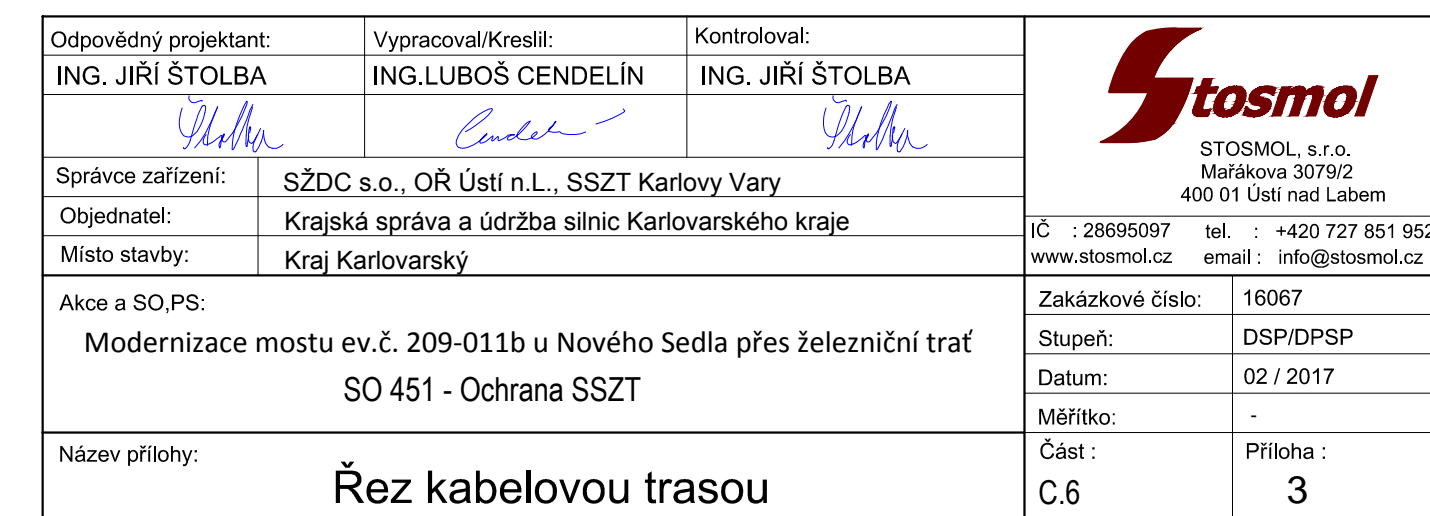 Odpovědný projektant: Vypracoval/Kreslil: Kontroloval:
ING. JIŘÍ ŠTOLBA ING.LUBOŠ CENDELÍN ING. JIŘÍ ŠTOLBA
Štolba Cendelín Štolba
Správce zařízení: SŽDC s.o., OŘ Ústí n.L., SSZT Karlovy Vary
Objednatel: Krajská správa a údržba silnic Karlovarského kraje
Místo stavby: Kraj Karlovarský
Stosmol
STOSMOL, s.r.o.
Mařákova 3079/2
400 01 Ústí nad Labem
IČ : 28695097 tel. : +420 727 851 952
www.stosmol.cz email : info@stosmol.cz
Akce a SO,PS:
Modernizace mostu ev.č. 209-011b u Nového Sedla přes železniční trať
SO 451 - Ochrana SSZT
Zakázkové číslo: 16067
Stupeň: DSP/DPSP
Datum: 02 / 2017
Měřítko: -
Název přílohy:
Řez kabelovou trasou
Část : Příloha :
C.6 3